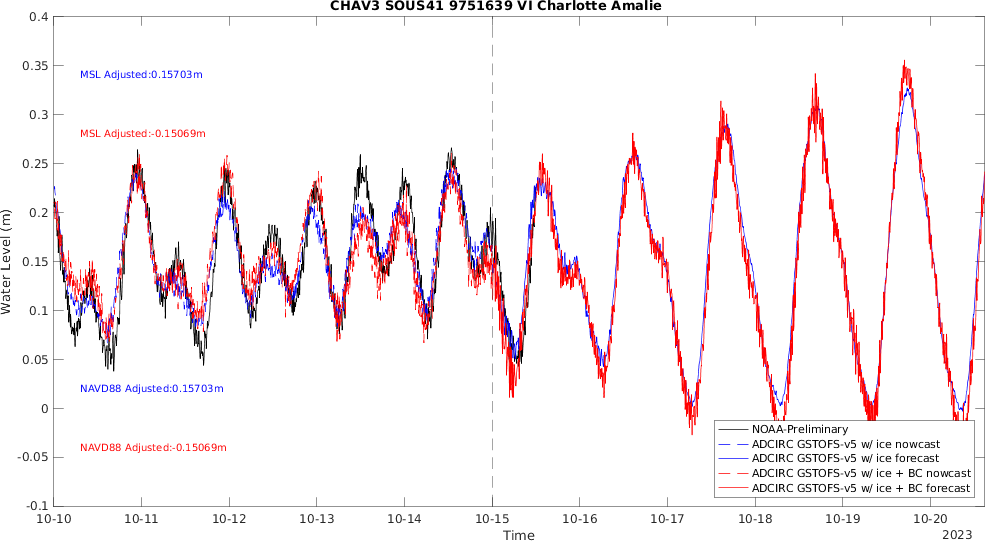 CHAV3 SOUS41 9751639 VI Charlotte Amalie
0.4
0.35
0.3
0.25
0.2
0.15
0.1
0.05
0
-0.05
-0.1
Water Level (m)
MSL Adjusted:0.15703m
MSL Adjusted:-0.15069m
NAVD88 Adjusted:0.15703m
NAVD88 Adjusted:-0.15069m
NOAA-Preliminary
ADCIRC GSTOFS-v5 w/ ice nowcast
ADCIRC GSTOFS-v5 w/ ice forecast
ADCIRC GSTOFS-v5 w/ ice + BC nowcast
ADCIRC GSTOFS-v5 w/ ice + BC forecast
10-10 10-11 10-12 10-13 10-14 10-15 10-16 10-17 10-18 10-19 10-20
Time
2023